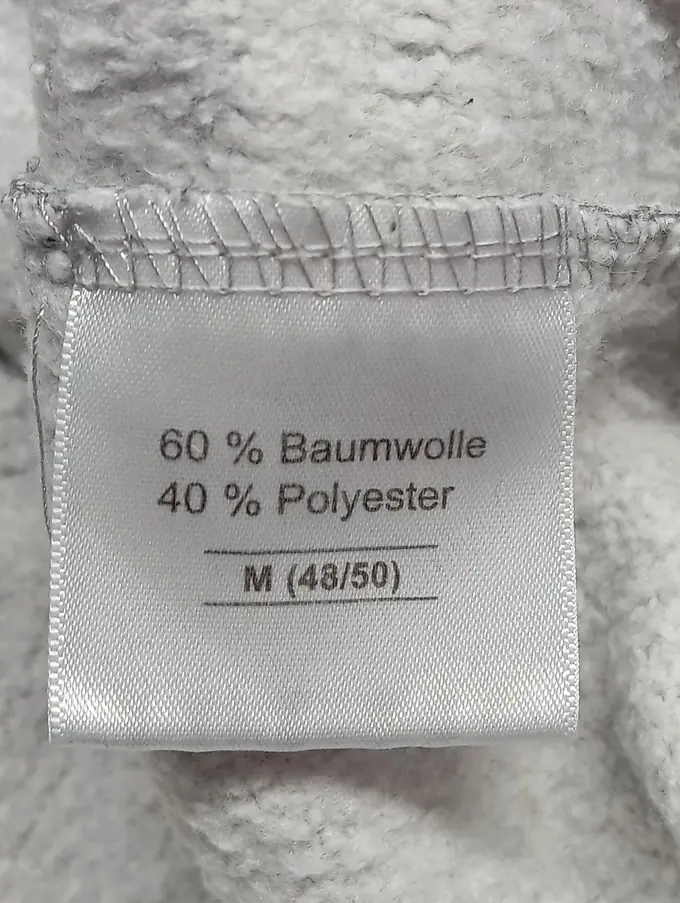 60 % Baumwolle
40 % Polyester
M (48/50)